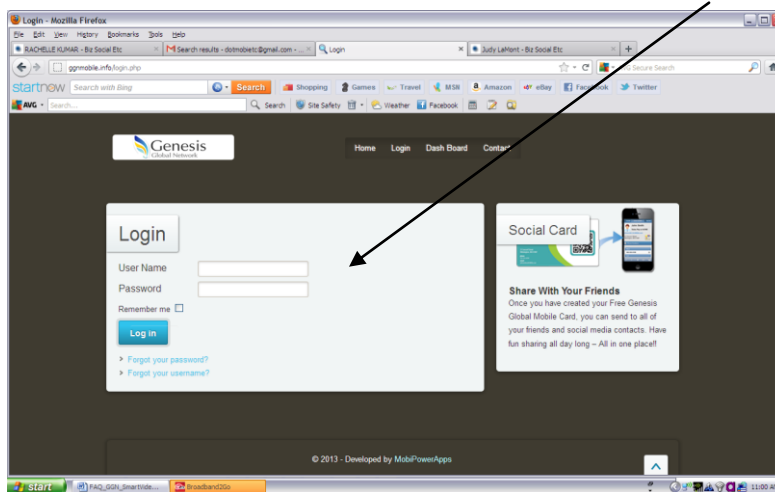 Login - Mozilla Firefox
File Edit View History Bookmarks Tools Help
RACHELLE KUMAR - Biz Social Etc
Search results - dotmobietc@gmail.com - ...
Login
Judy LaMont - Biz Social Etc
ggnmobile.info/login.php
Secure Search
startnow Search with Bing Search Shopping Games Travel MSN Amazon eBay Facebook Twitter
AVG Search... Search Site Safety Weather Facebook
Genesis
Global Network
Home Login Dash Board Contact
Login
User Name
Password
Remember me
Log in
Forgot your password?
Forgot your username?
Social Card
Share With Your Friends
Once you have created your Free Genesis
Global Mobile Card, you can send to all of
your friends and social media contacts. Have
fun sharing all day long – All in one place!!
© 2013 - Developed by MobiPowerApps
start FAQ_GGN_SmartVide... Broadband2Go 11:00 A